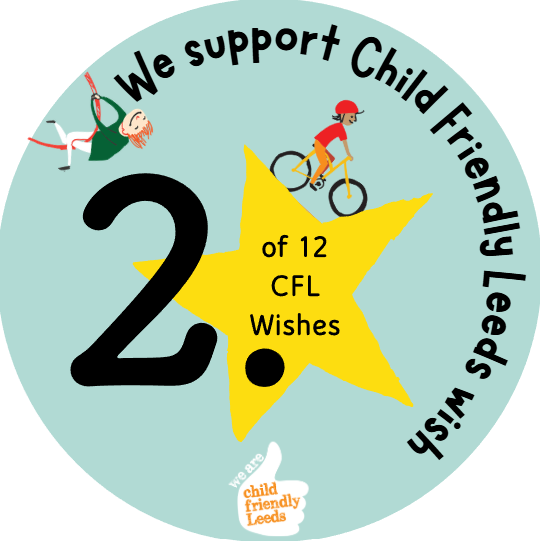 We support Child Friendly Leeds wish
2.
of 12
CFL
Wishes
we are
child
friendly
Leeds